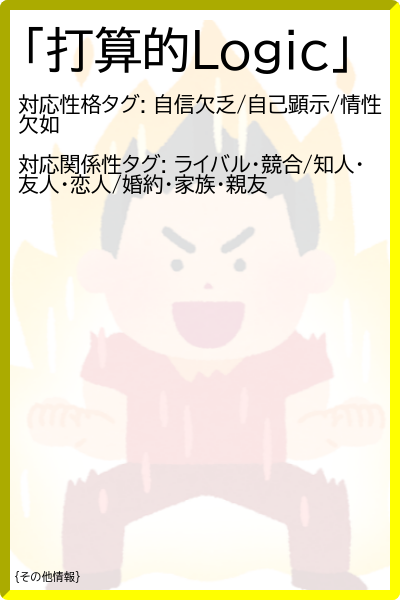 「打算的Logic」
対応性格タグ: 自信欠乏/自己顕示/情性
欠如
対応関係性タグ: ライバル・競合/知人・
友人・恋人/婚約・家族・親友
{その他情報}